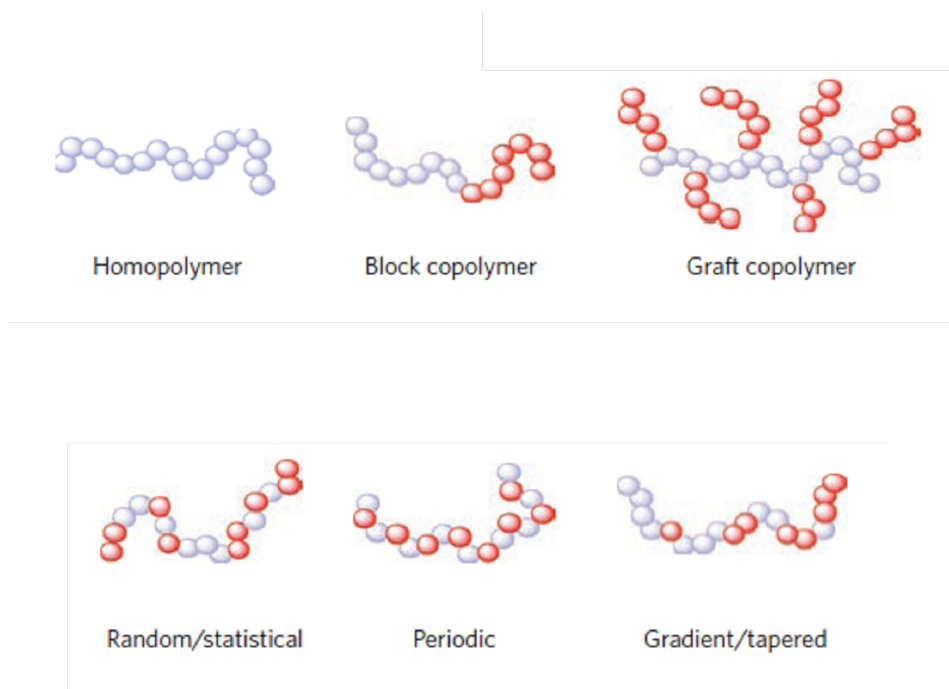 Homopolymer
Block copolymer
Graft copolymer
Random/statistical
Periodic
Gradient/tapered